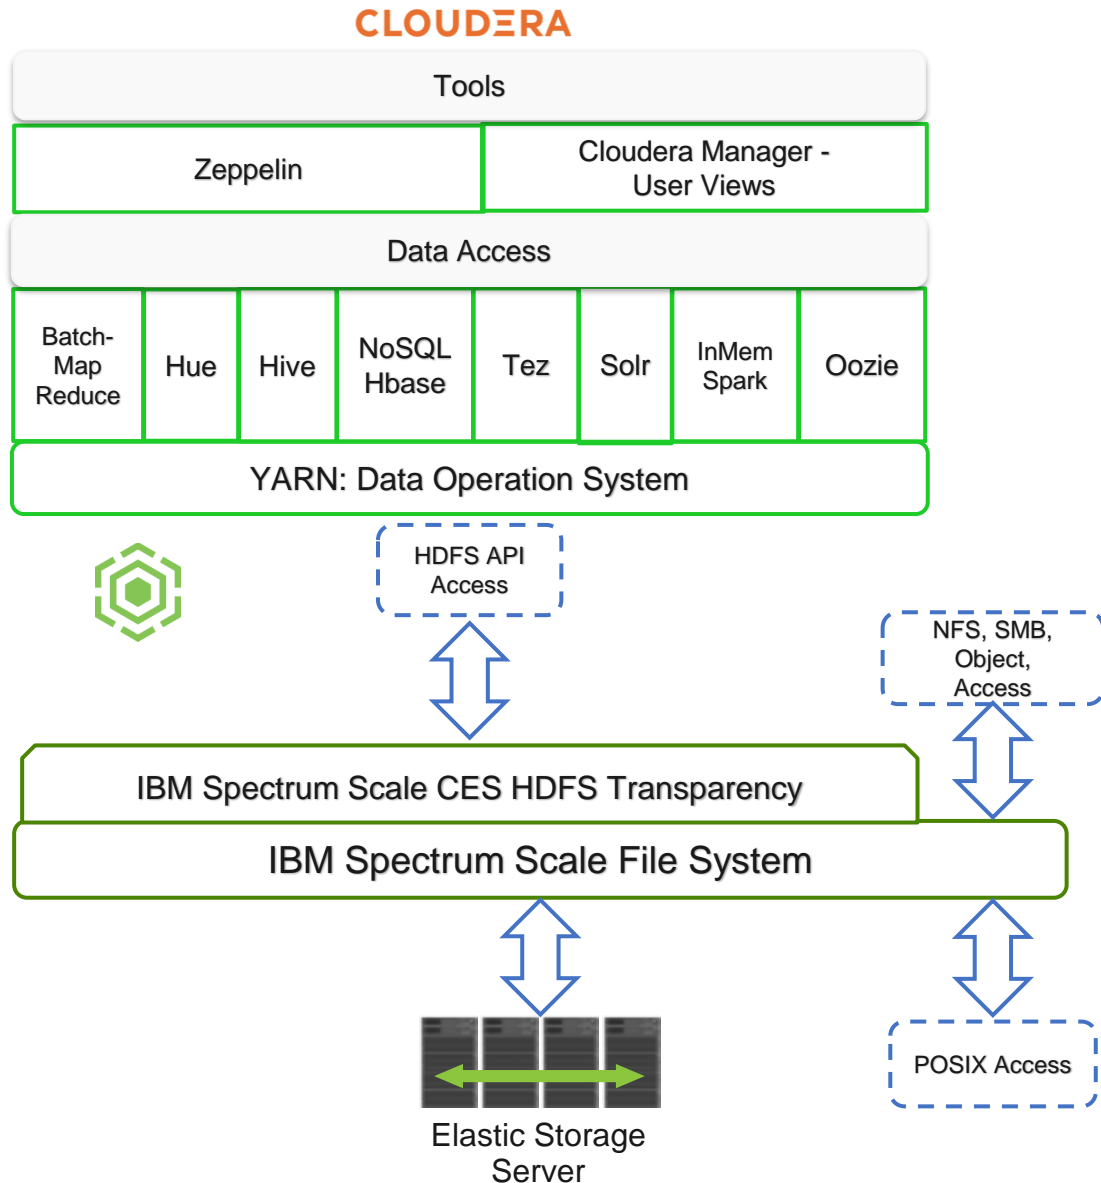 CLOUDERA
Tools
Zeppelin
Cloudera Manager -
User Views
Data Access
Batch-
Map
Reduce
Hue
Hive
NoSQL
Hbase
Tez
Solr
InMem
Spark
Oozie
YARN: Data Operation System
HDFS API
Access
NFS, SMB,
Object,
Access
IBM Spectrum Scale CES HDFS Transparency
IBM Spectrum Scale File System
POSIX Access
Elastic Storage
Server